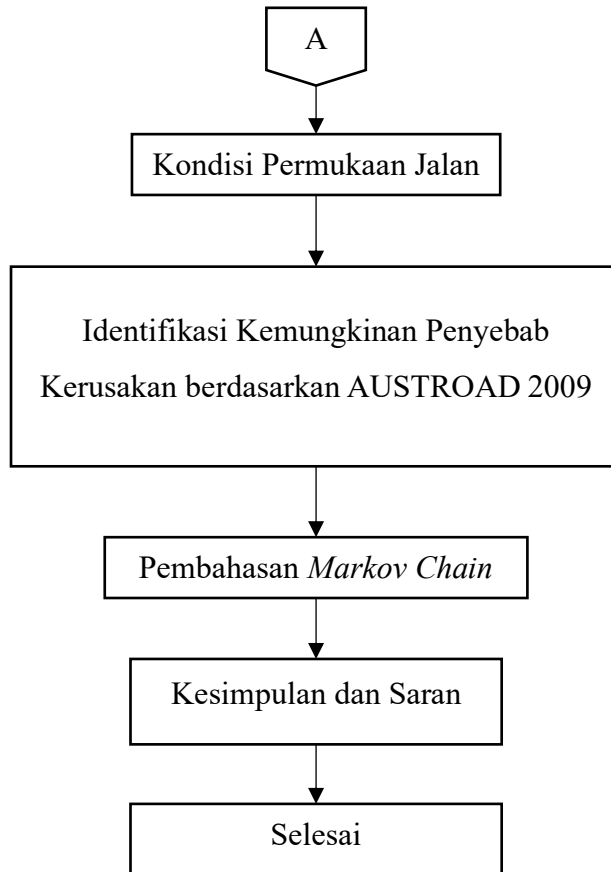 A
Kondisi Permukaan Jalan
Identifikasi Kemungkinan Penyebab
Kerusakan berdasarkan AUSTROAD 2009
Pembahasan Markov Chain
Kesimpulan dan Saran
Selesai